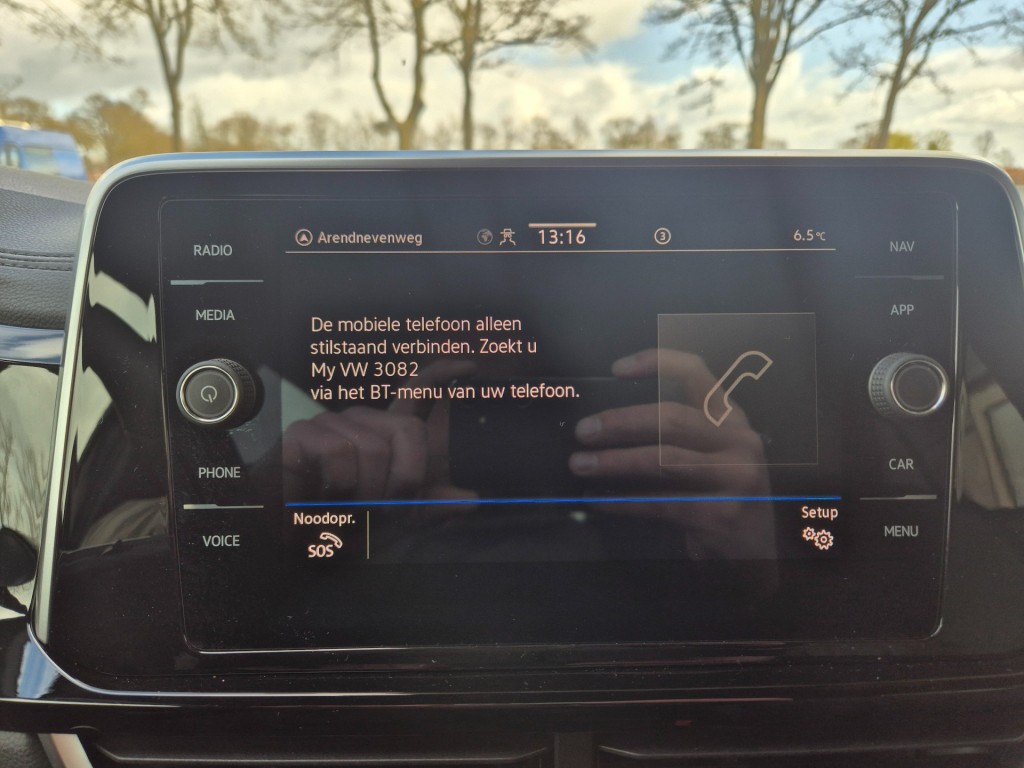 RADIO
MEDIA
PHONE
VOICE
Arendnevenweg
13:16
3
6.5°C
De mobiele telefoon alleen
stilstaand verbinden. Zoekt u
My VW 3082
via het BT-menu van uw telefoon.
Noodopr.
SOS
Setup
NAV
APP
CAR
MENU